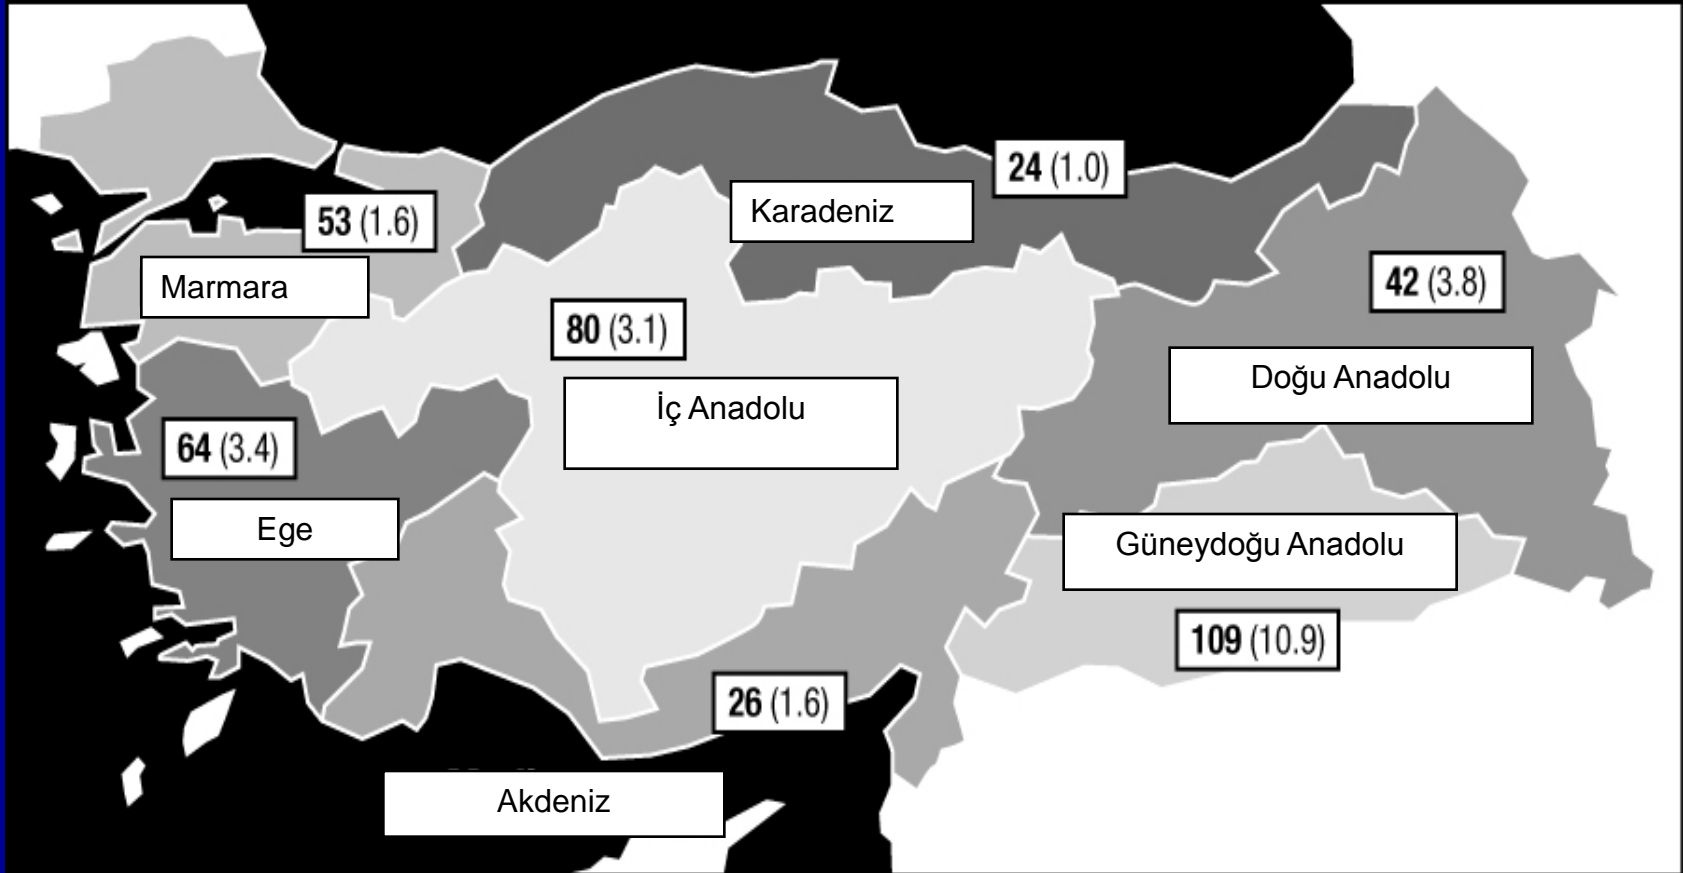 24 (1.0)
Karadeniz
53 (1.6)
Marmara
42 (3.8)
80 (3.1)
Doğu Anadolu
İç Anadolu
64 (3.4)
Ege
Güneydoğu Anadolu
109 (10.9)
26 (1.6)
Akdeniz